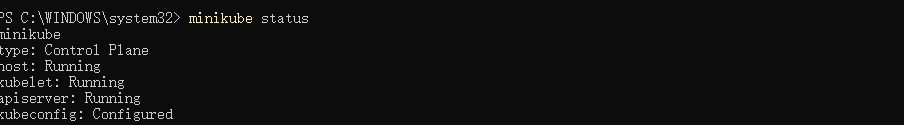 PS C:\WINDOWS\system32> minikube status
minikube
type: Control Plane
host: Running
kubelet: Running
apiserver: Running
kubeconfig: Configured